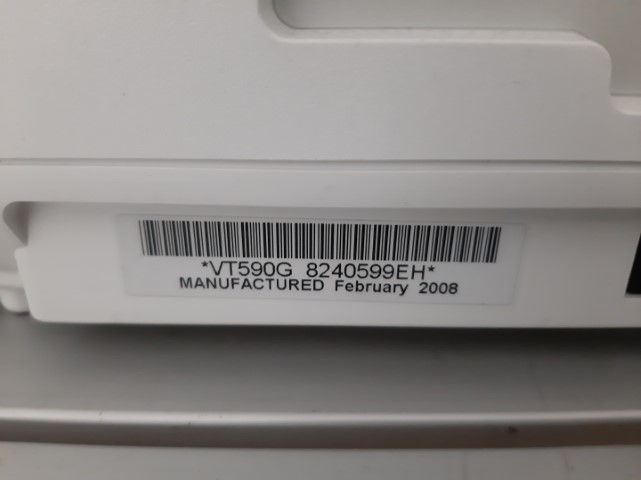 *VT590G 8240599EH*
MANUFACTURED February 2008